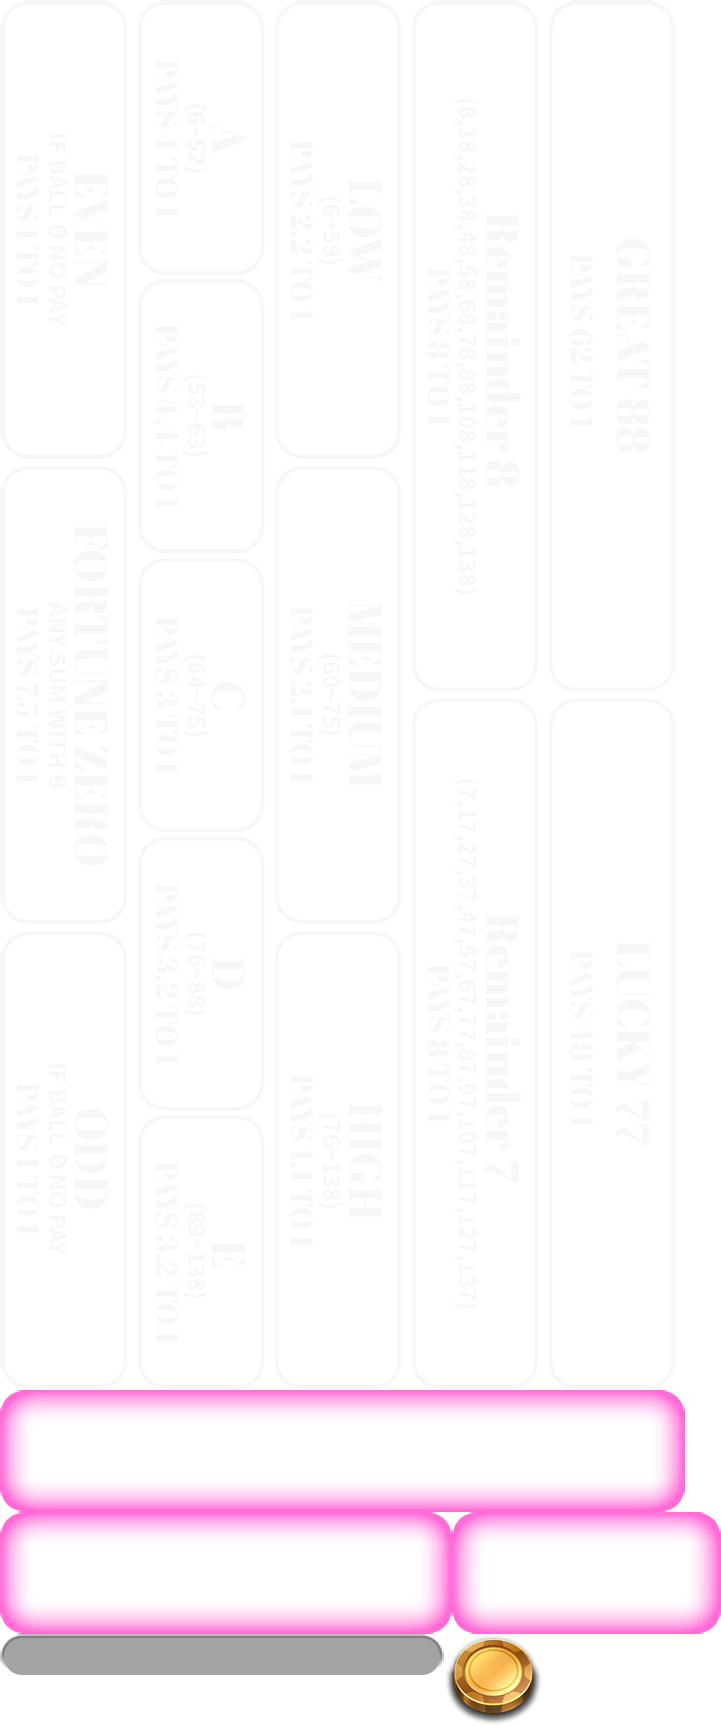 GREAT 88
PAYS 62 TO 1
LUCKY 77
PAYS 49 TO 1
Remainder 8
(8,18,28,38,48,58,68,78,88,108,118,128,138)
PAYS 8 TO 1
Remainder 7
(7,17,27,37,47,57,67,77,87,97,107,117,127,137)
PAYS 8 TO 1
LOW
(6~59)
PAYS 2.2 TO 1
MEDIUM
(60~75)
PAYS 2.1 TO 1
HIGH
(76~138)
PAYS 1.1 TO 1
A
(6~52)
PAYS 4 TO 1
B
(53~63)
PAYS 4.4 TO 1
C
(64~75)
PAYS 3 TO 1
D
(76~88)
PAYS 3.2 TO 1
E
(89~138)
PAYS 3.2 TO 1
EVEN
IF BALL 0 NO PAY
PAYS 1 TO 1
FORTUNE ZERO
ANY SUM WITH 0
PAYS 7.5 TO 1
ODD
IF BALL 0 NO PAY
PAYS 1 TO 1